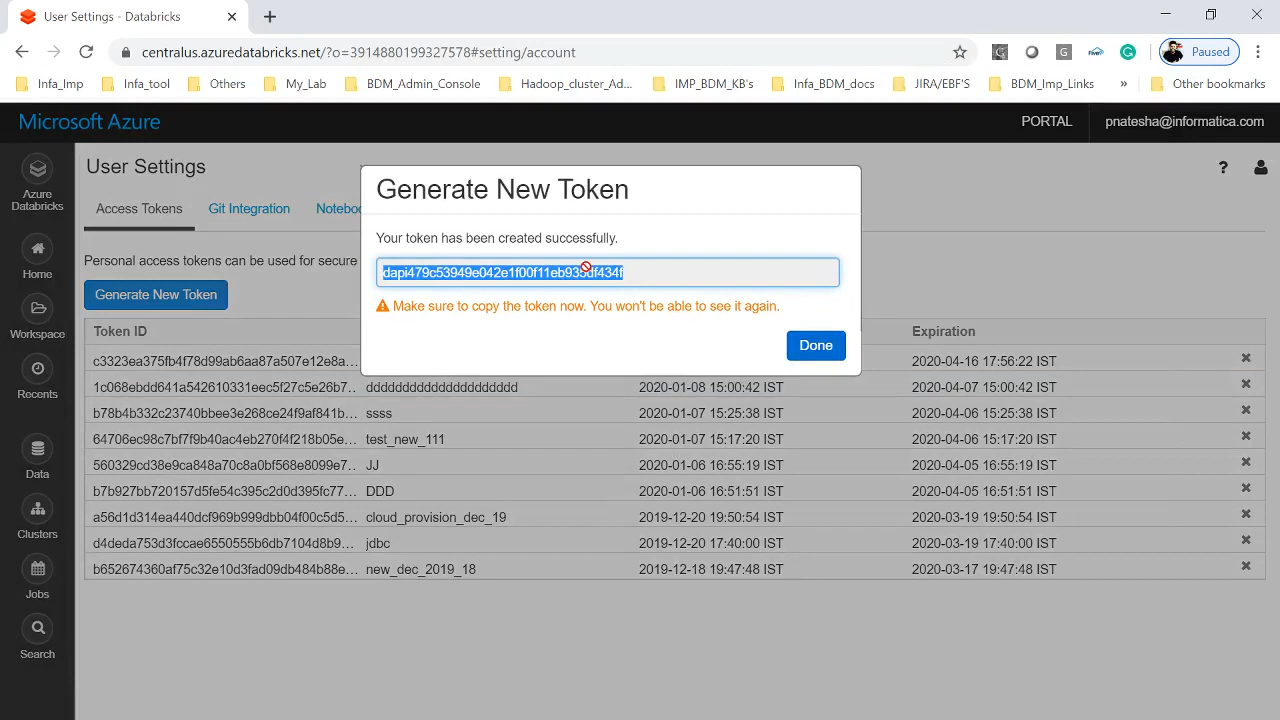 User Settings - Databricks
centralus.azuredatabricks.net/?o=3914880199327578#setting/account
Paused
Infa_Imp Infa_tool Others My_Lab BDM_Admin_Console Hadoop_cluster_Ad... IMP_BDM_KB's Infa_BDM_docs JIRA/EBF'S BDM_Imp_Links » Other bookmarks
Microsoft Azure PORTAL pnatesha@informatica.com
Azure Databricks
Home
Workspace
Recents
Data
Clusters
Jobs
Search
User Settings ?
Access Tokens Git Integration
Personal access tokens can be used for secure
Generate New Token
Generate New Token
Your token has been created successfully.
Make sure to copy the token now. You won't be able to see it again.
Done
Token ID Expiration
2020-04-16 17:56:22 IST
dddddddddddddddddddd 2020-01-08 15:00:42 IST 2020-04-07 15:00:42 IST
b78b4b332c23740bbee3e268ce24f9af841b... ssss 2020-01-07 15:25:38 IST 2020-04-06 15:25:38 IST
64706ec98c7bf7f9b40ac4eb270f4f218b05e... test_new_111 2020-01-07 15:17:20 IST 2020-04-06 15:17:20 IST
560329cd38e9ca848a70c8a0bf568e8099e7... JJ 2020-01-06 16:55:19 IST 2020-04-05 16:55:19 IST
b7b927bb720157d5fe54c395c2d0d395fc77... DDD 2020-01-06 16:51:51 IST 2020-04-05 16:51:51 IST
a56d1d314ea440dcf969b999dbb04f00c5d5... cloud_provision_dec_19 2019-12-20 19:50:54 IST 2020-03-19 19:50:54 IST
d4deda753d3fccae6550555b6db7104d8b9... jdbc 2019-12-20 17:40:00 IST 2020-03-19 17:40:00 IST
b652674360af75c32e10d3fad09db484b88e... new_dec_2019_18 2019-12-18 19:47:48 IST 2020-03-17 19:47:48 IST